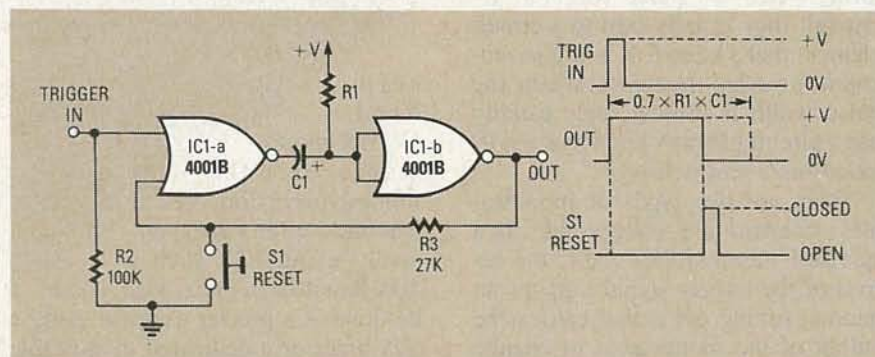 +V
R1
TRIGGER
IN
IC1-a
4001B
C1
+
IC1-b
4001B
OUT
R2
100K
S1
RESET
R3
27K
TRIG
IN
+V
0V
0.7 × R1 × C1
OUT
+V
0V
S1
RESET
CLOSED
OPEN